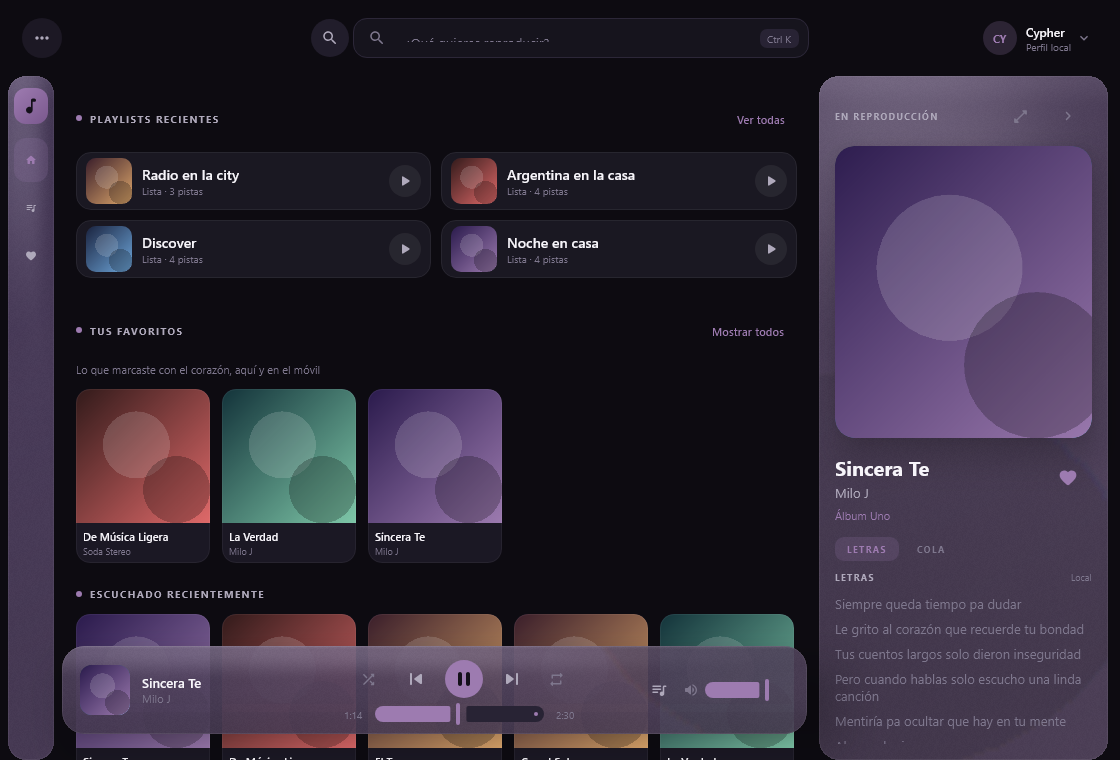 ¿Qué quieres reproducir?
Ctrl K
CY
Cypher
Perfil local
PLAYLISTS RECIENTES
Ver todas
Radio en la city
Lista · 3 pistas
Argentina en la casa
Lista · 4 pistas
Discover
Lista · 4 pistas
Noche en casa
Lista · 4 pistas
TUS FAVORITOS
Mostrar todos
Lo que marcaste con el corazón, aquí y en el móvil
De Música Ligera
Soda Stereo
La Verdad
Milo J
Sincera Te
Milo J
ESCUCHADO RECIENTEMENTE
Sincera Te
Milo J
1:14
2:30
EN REPRODUCCIÓN
Sincera Te
Milo J
Álbum Uno
LETRAS
COLA
LETRAS
Local
Siempre queda tiempo pa dudar
Le grito al corazón que recuerde tu bondad
Tus cuentos largos solo dieron inseguridad
Pero cuando hablas solo escucho una linda
canción
Mentiría pa ocultar que hay en tu mente